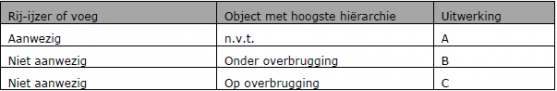 Rij-ijzer of voeg Object met hoogste hiërarchie Uitwerking
Aanwezig n.v.t. A
Niet aanwezig Onder overbrugging B
Niet aanwezig Op overbrugging C